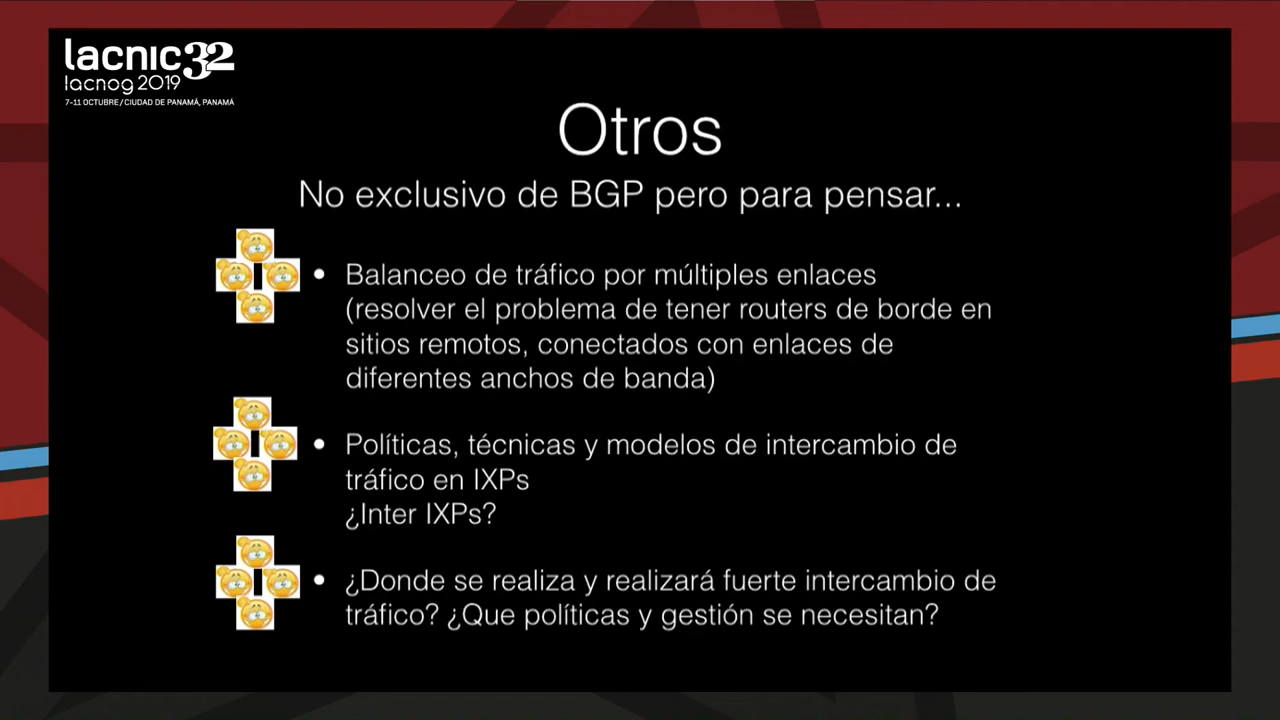 lacnic32
lacnog 2019
7-11 OCTUBRE / CIUDAD DE PANAMÁ, PANAMÁ
Otros
No exclusivo de BGP pero para pensar...
• Balanceo de tráfico por múltiples enlaces
(resolver el problema de tener routers de borde en
sitios remotos, conectados con enlaces de
diferentes anchos de banda)
• Políticas, técnicas y modelos de intercambio de
tráfico en IXPs
¿Inter IXPs?
• ¿Donde se realiza y realizará fuerte intercambio de
tráfico? ¿Que políticas y gestión se necesitan?